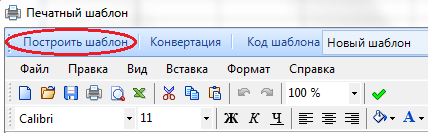 Печатный шаблон
Построить шаблон Конвертация Код шаблона Новый шаблон
Файл Правка Вид Вставка Формат Справка
100 %
Calibri 11 Ж К Ч A